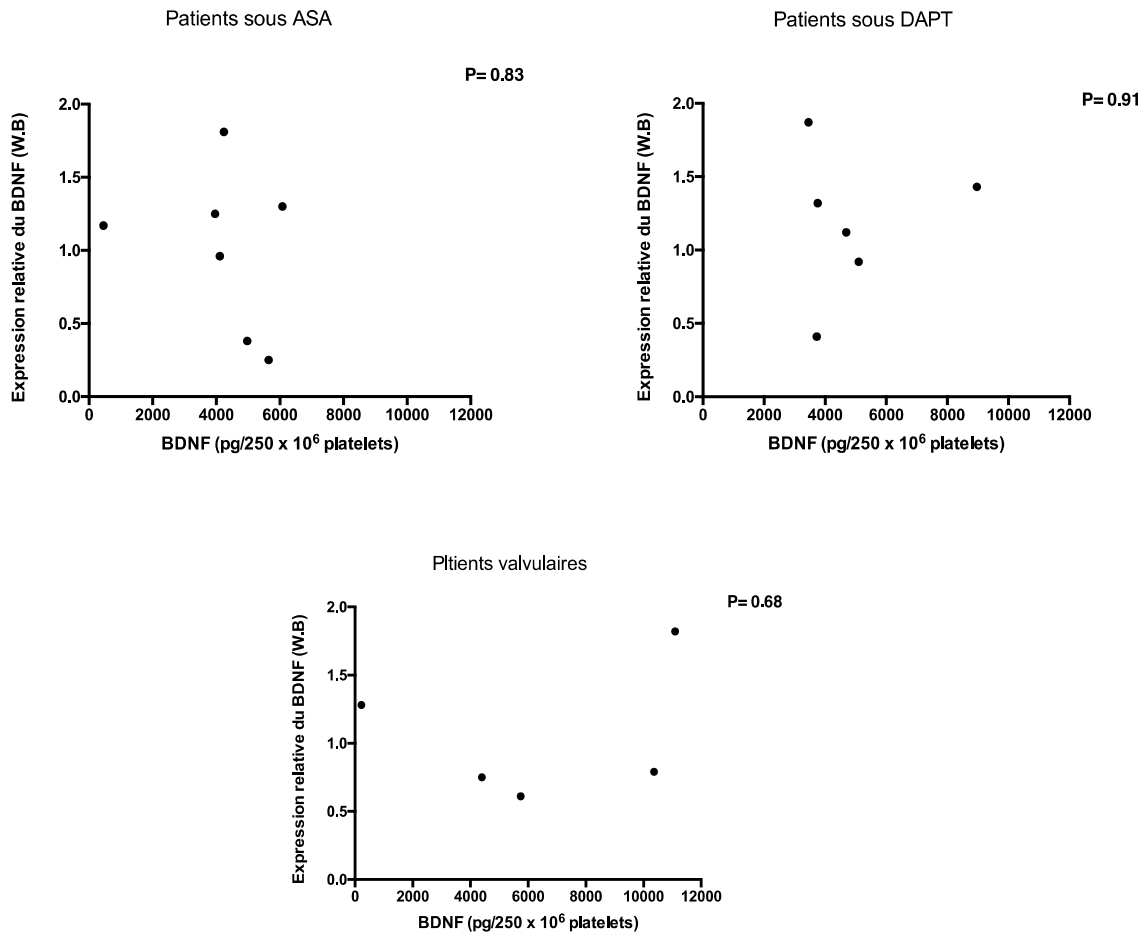 Patients sous ASA
P= 0.83
Expression relative du BDNF (W.B)
2.0
1.5
1.0
0.5
0.0
0 2000 4000 6000 8000 10000 12000
BDNF (pg/250 x 10⁶ platelets)
Patients sous DAPT
P= 0.91
Expression relative du BDNF (W.B)
2.0
1.5
1.0
0.5
0.0
0 2000 4000 6000 8000 10000 12000
BDNF (pg/250 x 10⁶ platelets)
Pltients valvulaires
P= 0.68
Expression relative du BDNF (W.B)
2.0
1.5
1.0
0.5
0.0
0 2000 4000 6000 8000 10000 12000
BDNF (pg/250 x 10⁶ platelets)